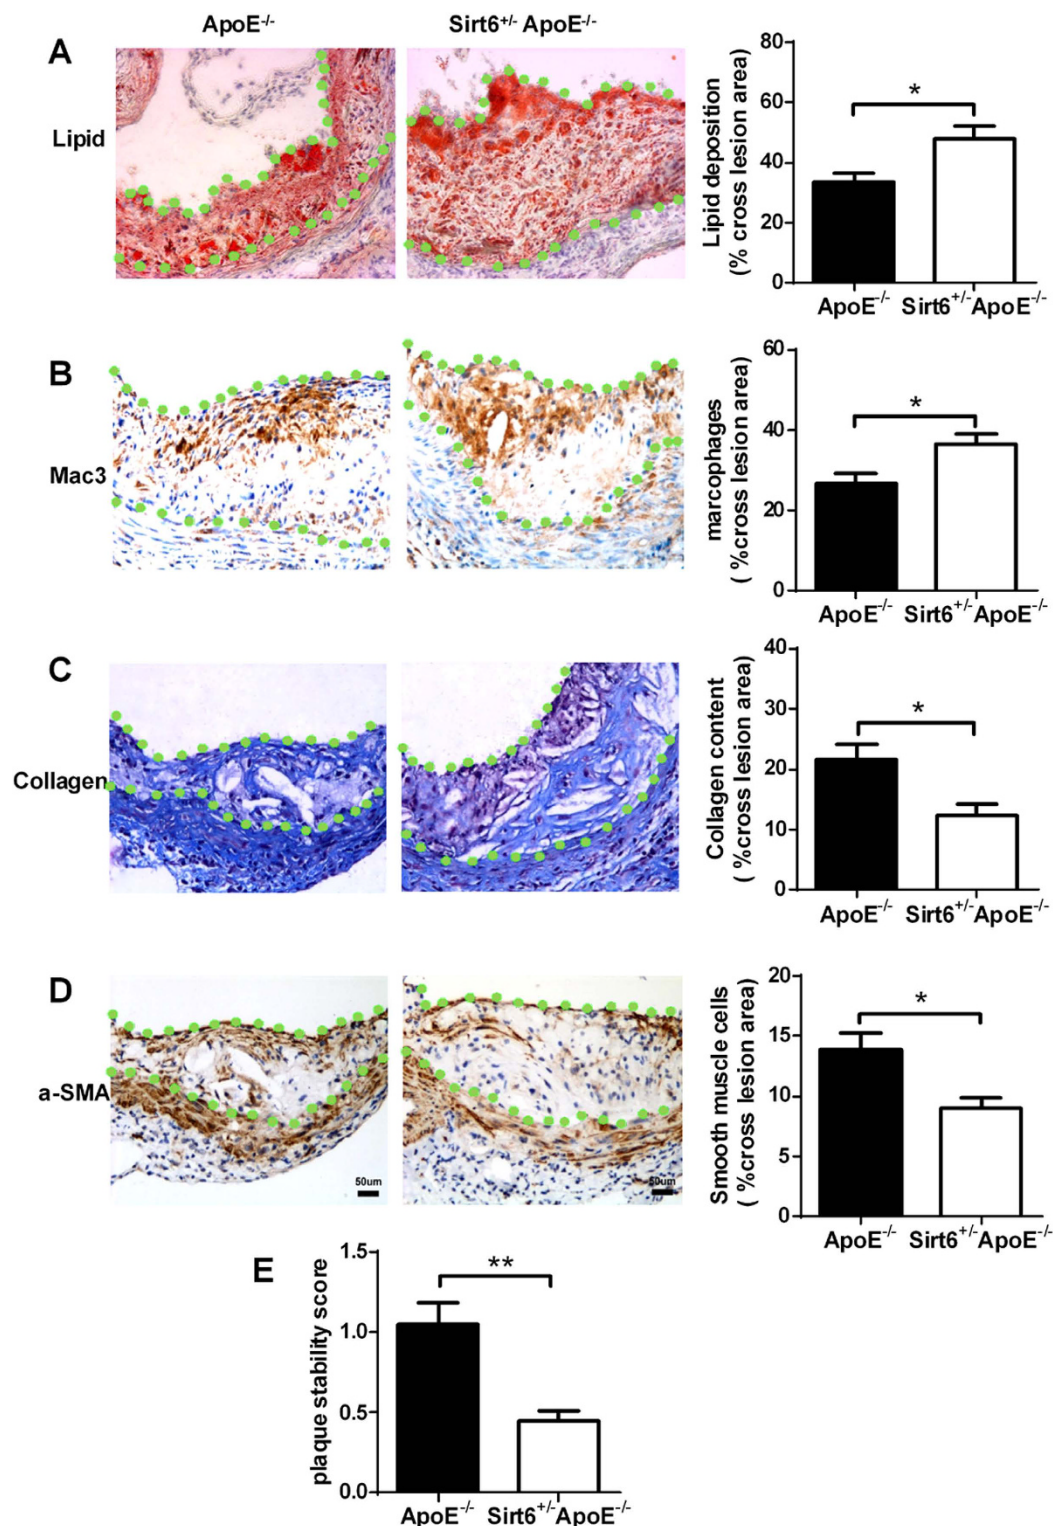 ApoE-/-
Sirt6+/- ApoE-/-
A
Lipid
Lipid deposition
(% cross lesion area)
80
60
40
20
0
*
ApoE-/-
Sirt6+/-ApoE-/-
B
Mac3
marcophages
( %cross lesion area)
60
40
20
0
*
ApoE-/-
Sirt6+/-ApoE-/-
C
Collagen
Collagen content
( %cross lesion area)
40
30
20
10
0
*
ApoE-/-
Sirt6+/-ApoE-/-
D
a-SMA
50um
50um
Smooth muscle cells
( %cross lesion area)
20
15
10
5
0
*
ApoE-/-
Sirt6+/-ApoE-/-
E
plaque stability score
1.5
1.0
0.5
0.0
**
ApoE-/-
Sirt6+/-ApoE-/-